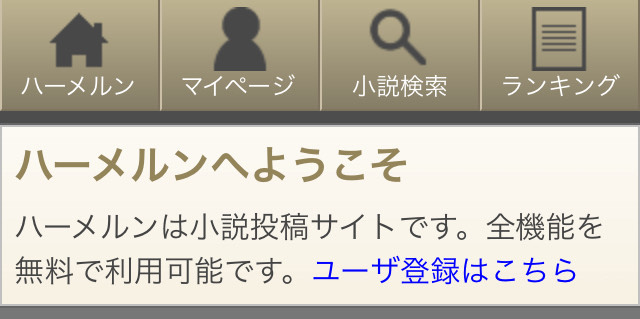 ハーメルン
マイページ
小説検索
ランキング
ハーメルンへようこそ
ハーメルンは小説投稿サイトです。全機能を
無料で利用可能です。ユーザ登録はこちら